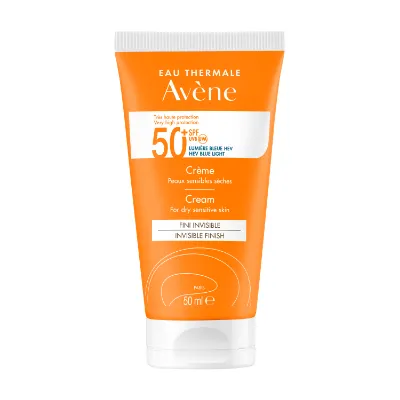 EAU THERMALE
Avène
Très haute protection
Very high protection
50+ SPF
UVB UVA
LUMIÈRE BLEUE HEV
HEV BLUE LIGHT
Crème
Peaux sensibles sèches
Cream
For dry sensitive skin
FINI INVISIBLE
INVISIBLE FINISH
PARIS
50 ml e